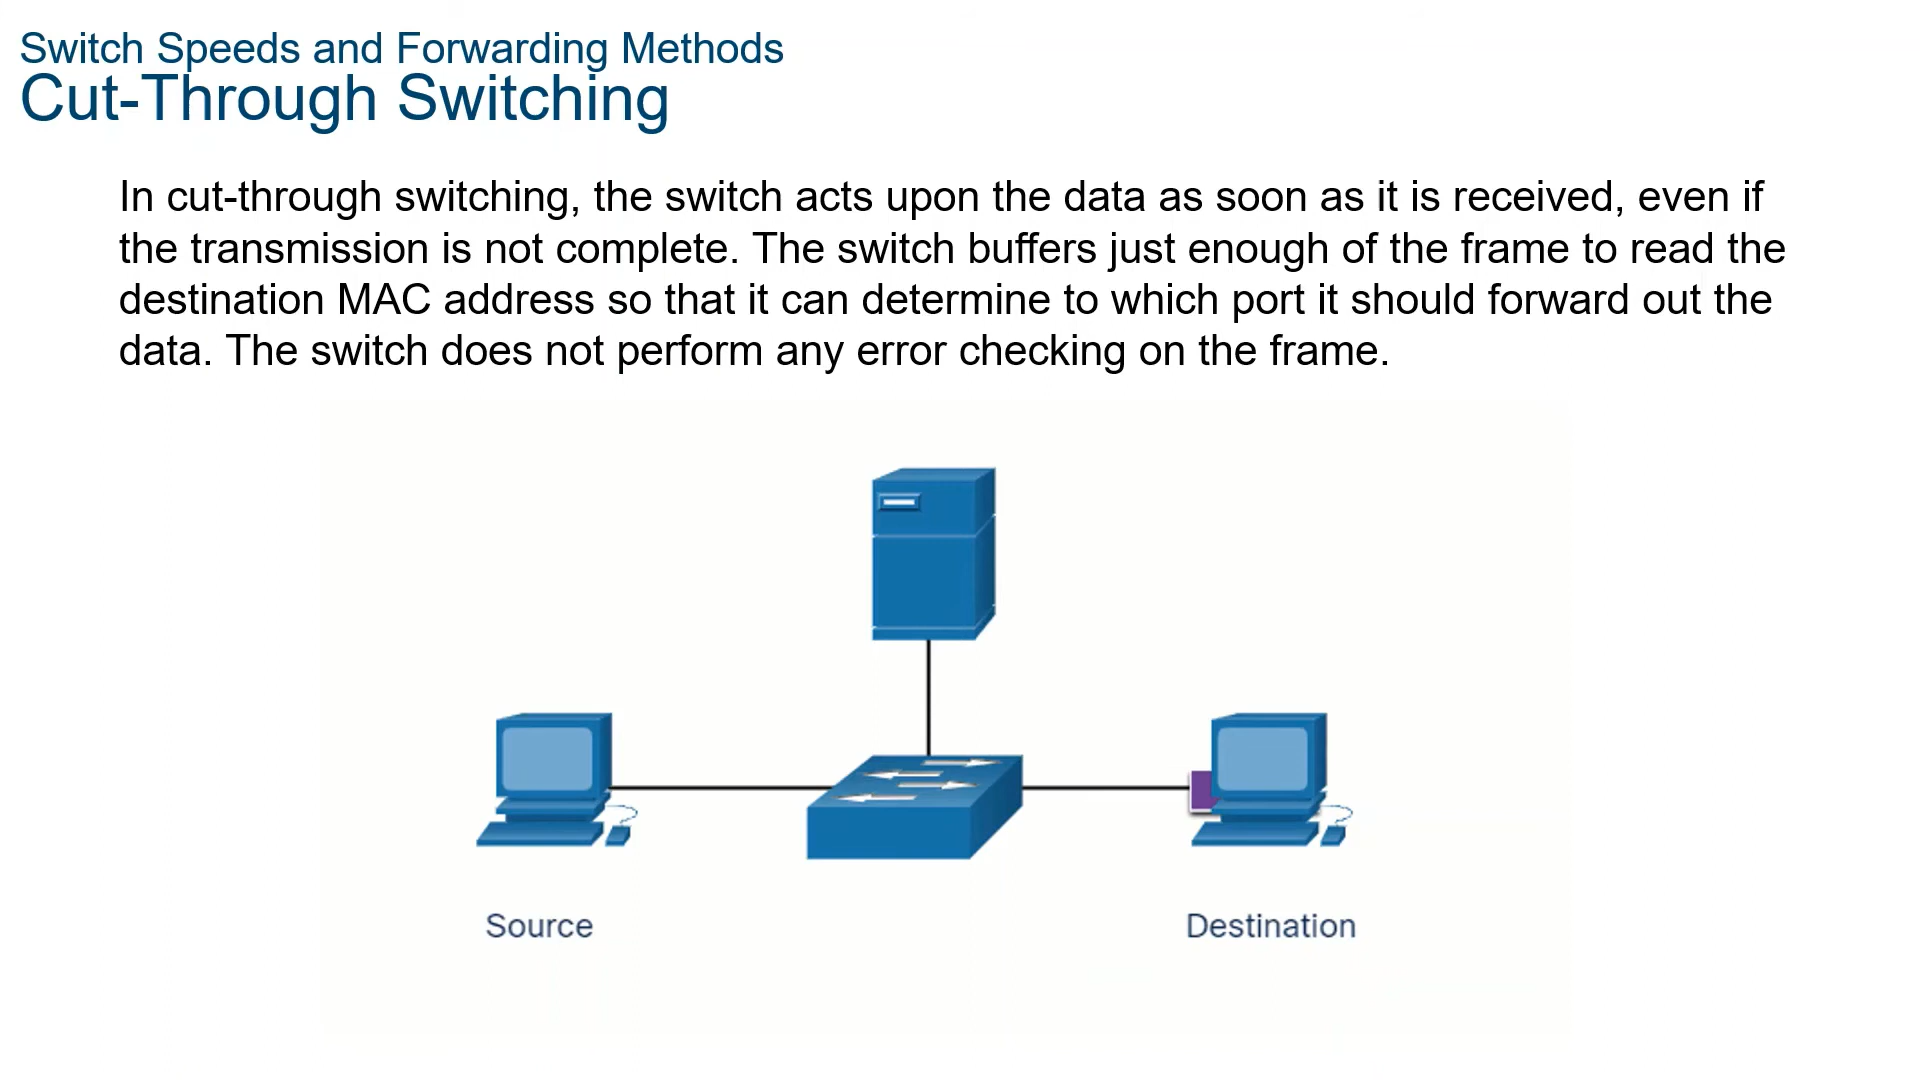 Switch Speeds and Forwarding Methods
Cut-Through Switching
In cut-through switching, the switch acts upon the data as soon as it is received, even if
the transmission is not complete. The switch buffers just enough of the frame to read the
destination MAC address so that it can determine to which port it should forward out the
data. The switch does not perform any error checking on the frame.
Source
Destination